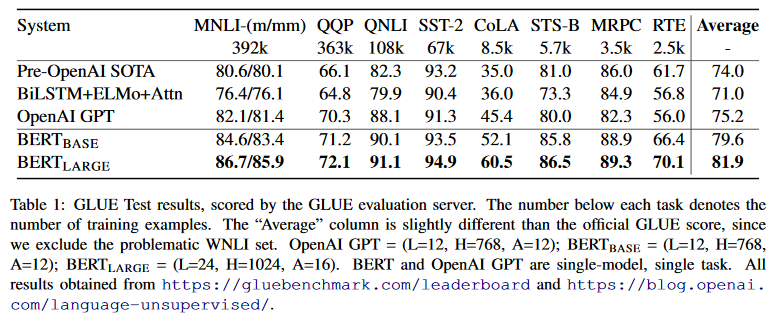 System MNLI-(m/mm) QQP QNLI SST-2 CoLA STS-B MRPC RTE Average
392k 363k 108k 67k 8.5k 5.7k 3.5k 2.5k -
Pre-OpenAI SOTA 80.6/80.1 66.1 82.3 93.2 35.0 81.0 86.0 61.7 74.0
BiLSTM+ELMo+Attn 76.4/76.1 64.8 79.9 90.4 36.0 73.3 84.9 56.8 71.0
OpenAI GPT 82.1/81.4 70.3 88.1 91.3 45.4 80.0 82.3 56.0 75.2
BERTBASE 84.6/83.4 71.2 90.1 93.5 52.1 85.8 88.9 66.4 79.6
BERTLARGE 86.7/85.9 72.1 91.1 94.9 60.5 86.5 89.3 70.1 81.9
Table 1: GLUE Test results, scored by the GLUE evaluation server. The number below each task denotes the
number of training examples. The “Average” column is slightly different than the official GLUE score, since
we exclude the problematic WNLI set. OpenAI GPT = (L=12, H=768, A=12); BERTBASE = (L=12, H=768,
A=12); BERTLARGE = (L=24, H=1024, A=16). BERT and OpenAI GPT are single-model, single task. All
results obtained from https://gluebenchmark.com/leaderboard and https://blog.openai.
com/language-unsupervised/.